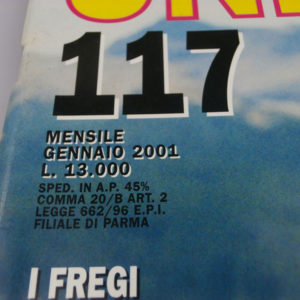 117
MENSILE
GENNAIO 2001
L. 13.000
SPED. IN A.P. 45%
COMMA 20/B ART. 2
LEGGE 662/96 E.P.I.
FILIALE DI PARMA
I FREGI